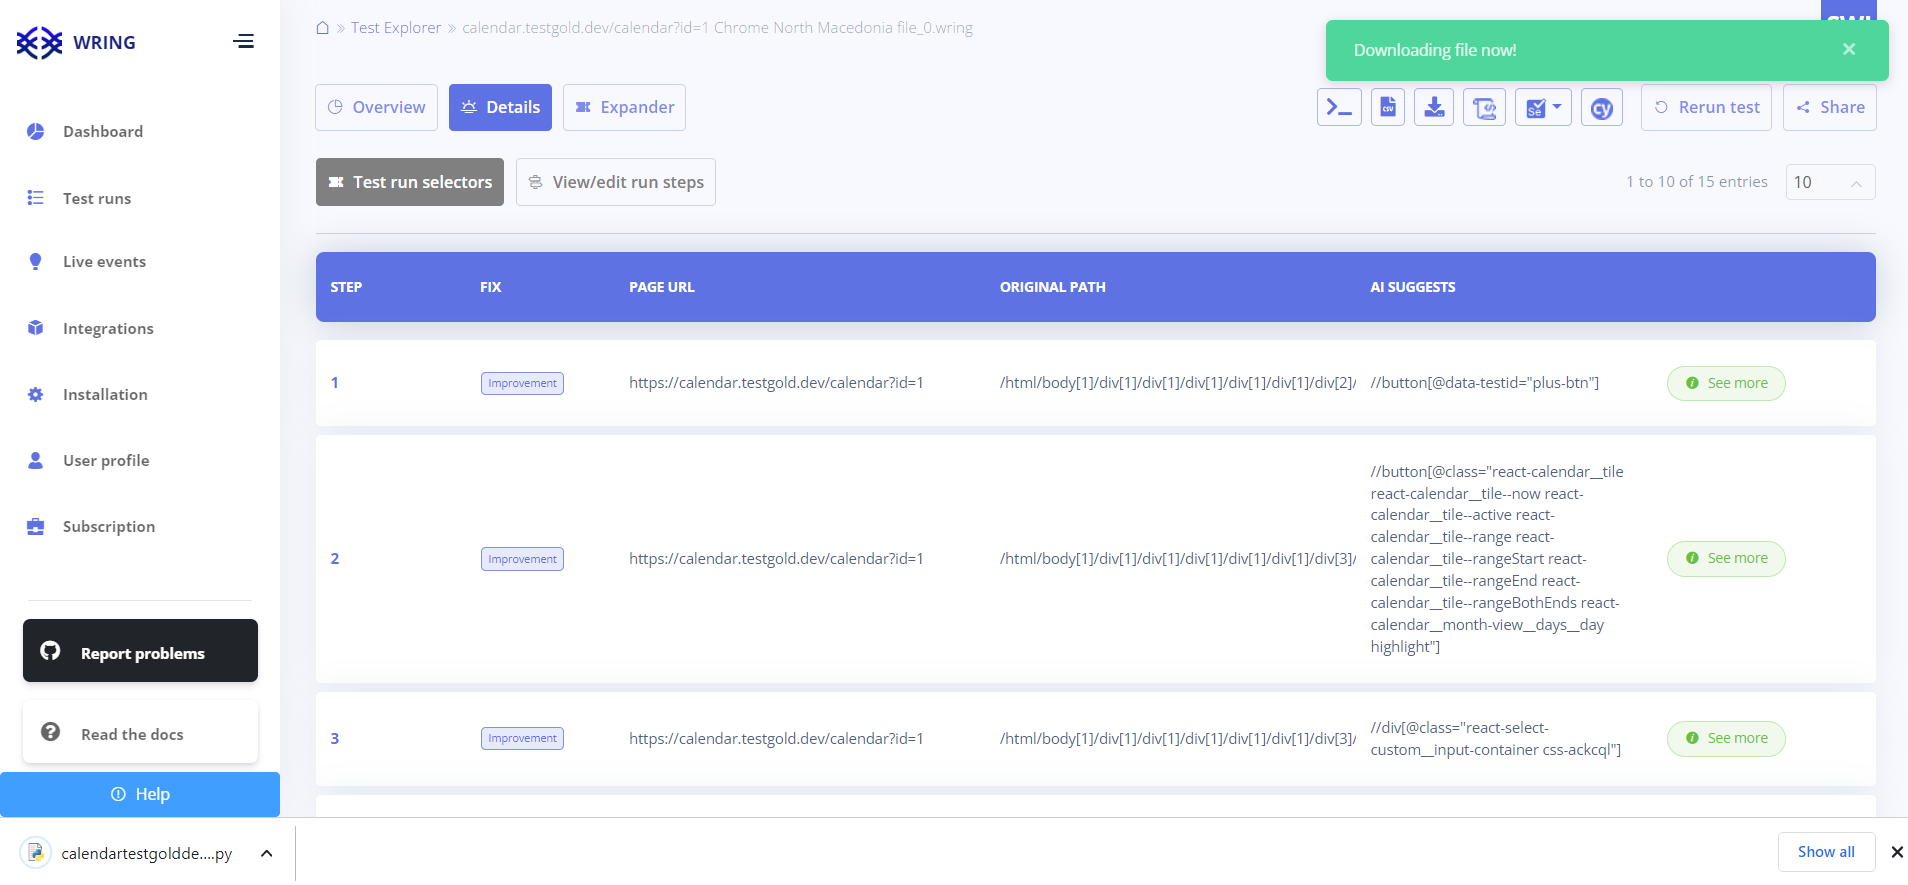 WRING
» Test Explorer » calendar.testgold.dev/calendar?id=1 Chrome North Macedonia file_0.wring
Downloading file now!
Overview
Details
Expander
CSV
Se
cy
Rerun test
Share
Dashboard
Test runs
Live events
Integrations
Installation
User profile
Subscription
Report problems
Read the docs
Help
Test run selectors
View/edit run steps
1 to 10 of 15 entries
10
STEP FIX PAGE URL ORIGINAL PATH AI SUGGESTS
1 Improvement https://calendar.testgold.dev/calendar?id=1 /html/body[1]/div[1]/div[1]/div[1]/div[1]/div[1]/div[2]/ //button[@data-testid="plus-btn"] See more
2 Improvement https://calendar.testgold.dev/calendar?id=1 /html/body[1]/div[1]/div[1]/div[1]/div[1]/div[1]/div[3]/
//button[@class="react-calendar__tile
react-calendar__tile--now react-
calendar__tile--active react-
calendar__tile--range react-
calendar__tile--rangeStart react-
calendar__tile--rangeEnd react-
calendar__tile--rangeBothEnds react-
calendar__month-view__days__day
highlight"]
See more
3 Improvement https://calendar.testgold.dev/calendar?id=1 /html/body[1]/div[1]/div[1]/div[1]/div[1]/div[1]/div[3]/
//div[@class="react-select-
custom__input-container css-ackcql"]
See more
calendartestgoldde....py
Show all